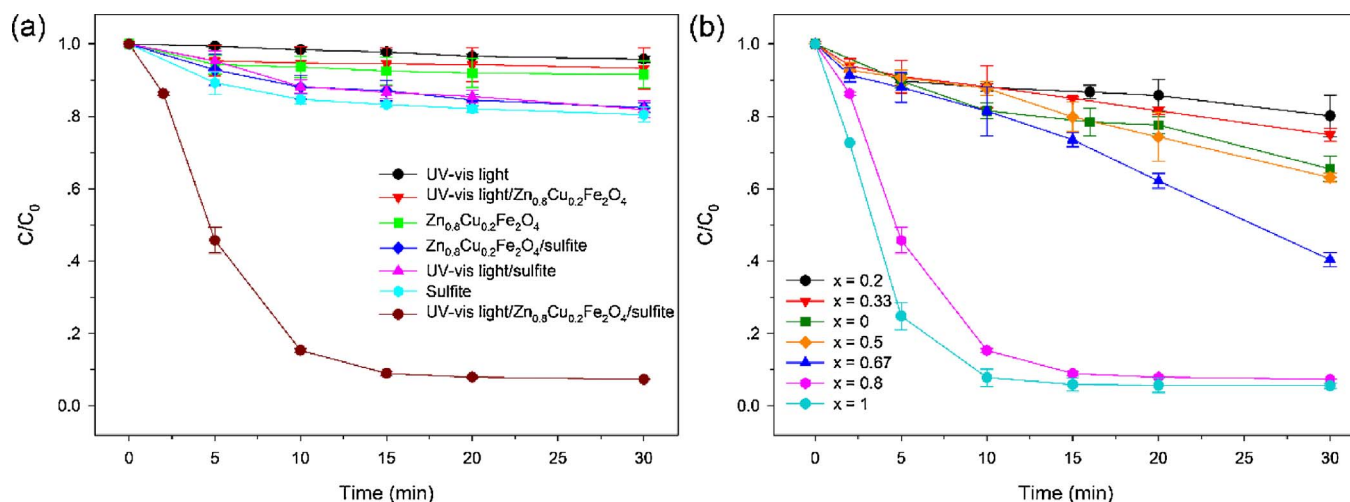 (a)
C/C₀
1.0
.8
.6
.4
.2
0.0
UV-vis light
UV-vis light/Zn₀.₈Cu₀.₂Fe₂O₄
Zn₀.₈Cu₀.₂Fe₂O₄
Zn₀.₈Cu₀.₂Fe₂O₄/sulfite
UV-vis light/sulfite
Sulfite
UV-vis light/Zn₀.₈Cu₀.₂Fe₂O₄/sulfite
0 5 10 15 20 25 30
Time (min)
(b)
C/C₀
1.0
.8
.6
.4
.2
0.0
x = 0.2
x = 0.33
x = 0
x = 0.5
x = 0.67
x = 0.8
x = 1
0 5 10 15 20 25 30
Time (min)